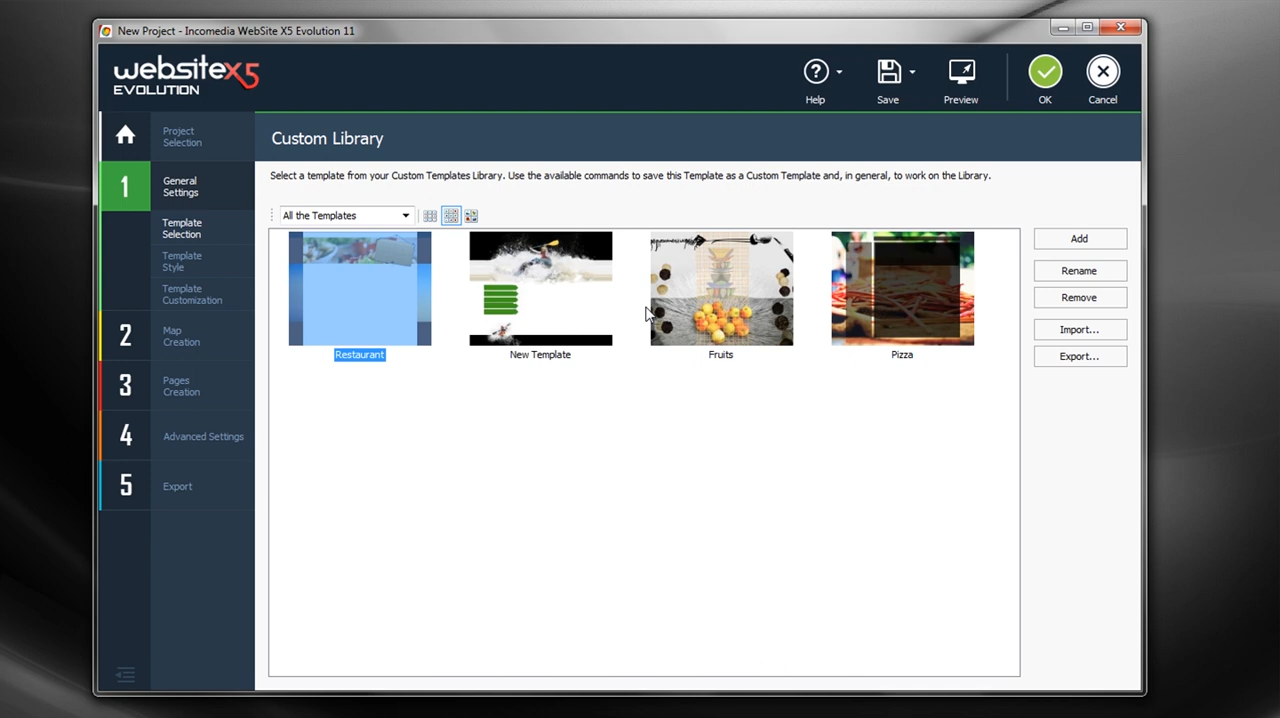 New Project - Incomedia WebSite X5 Evolution 11
websiteX5
EVOLUTION
Help
Save
Preview
OK
Cancel
Project
Selection
1
General
Settings
Template
Selection
Template
Style
Template
Customization
2
Map
Creation
3
Pages
Creation
4
Advanced Settings
5
Export
Custom Library
Select a template from your Custom Templates Library. Use the available commands to save this Template as a Custom Template and, in general, to work on the Library.
All the Templates
Restaurant
New Template
Fruits
Pizza
Add
Rename
Remove
Import...
Export...